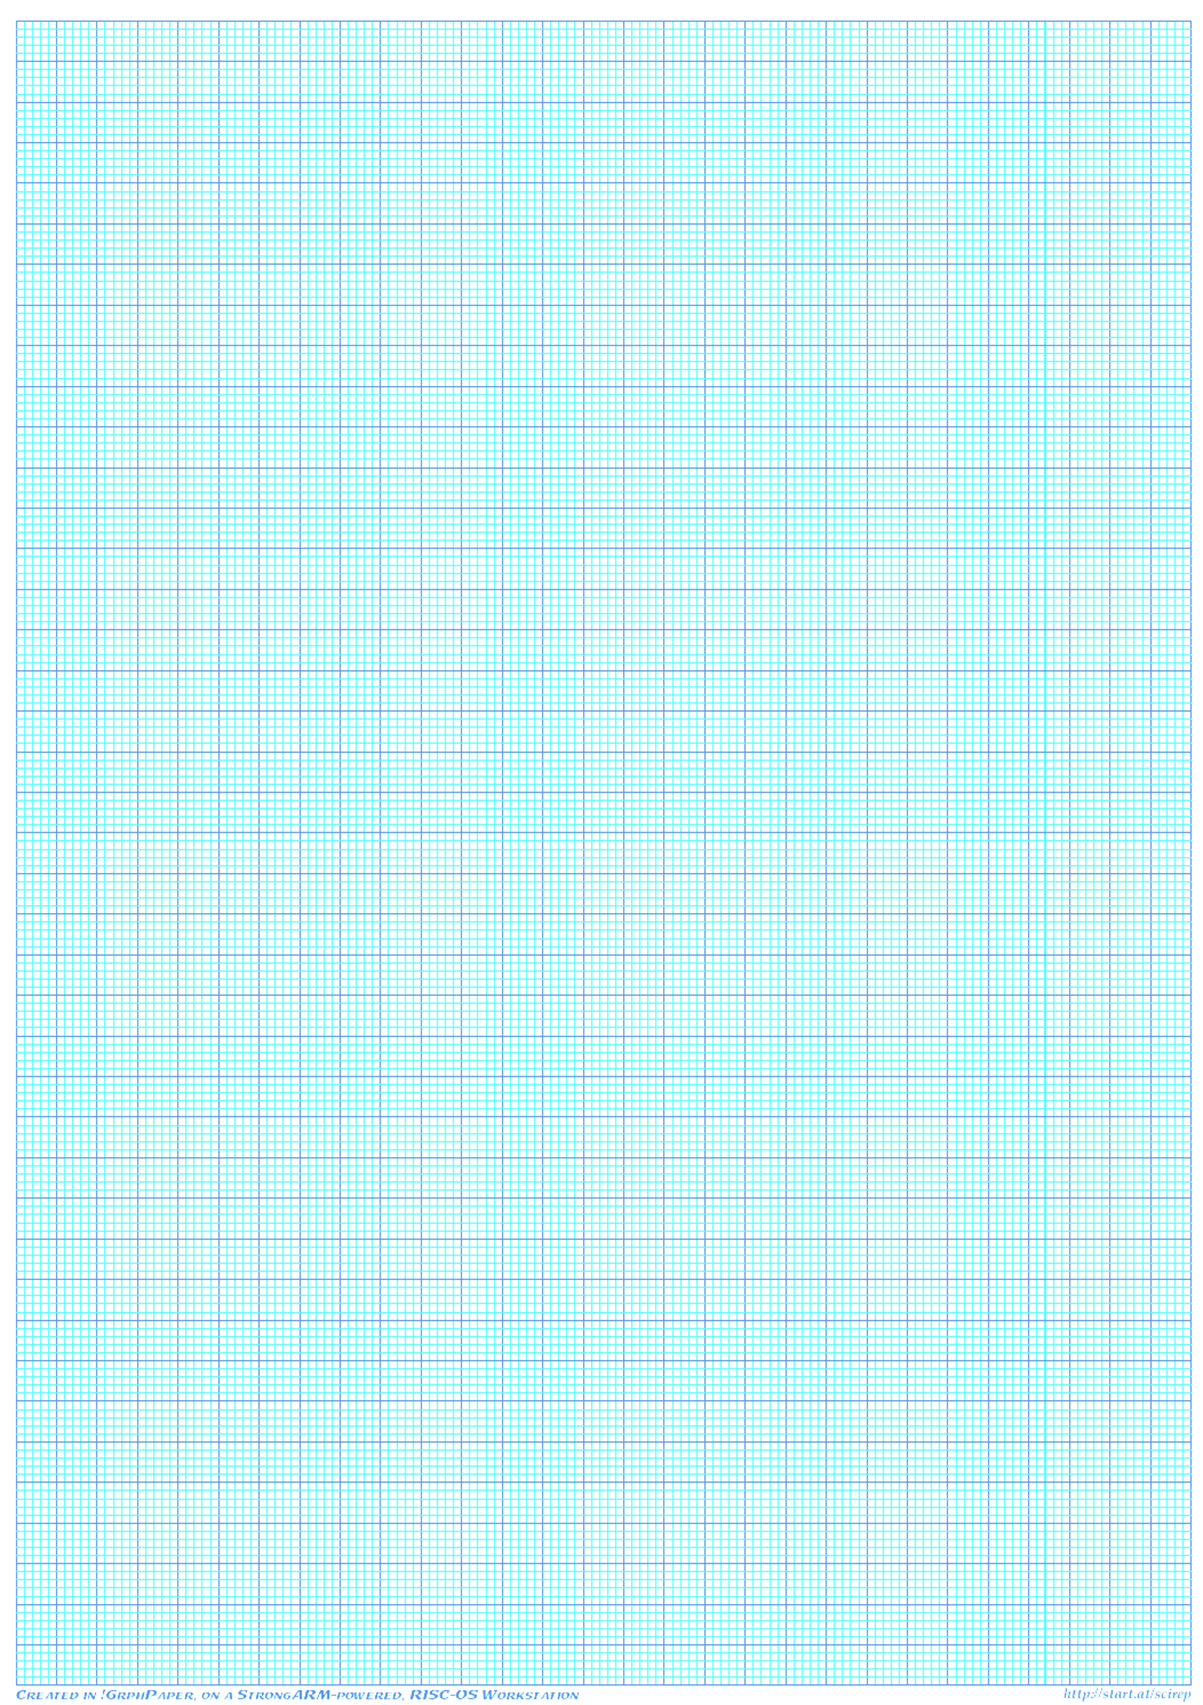 Created in !GrphPaper, on a StrongARM-powered, RISC-OS Workstation
http://start.at/scirep